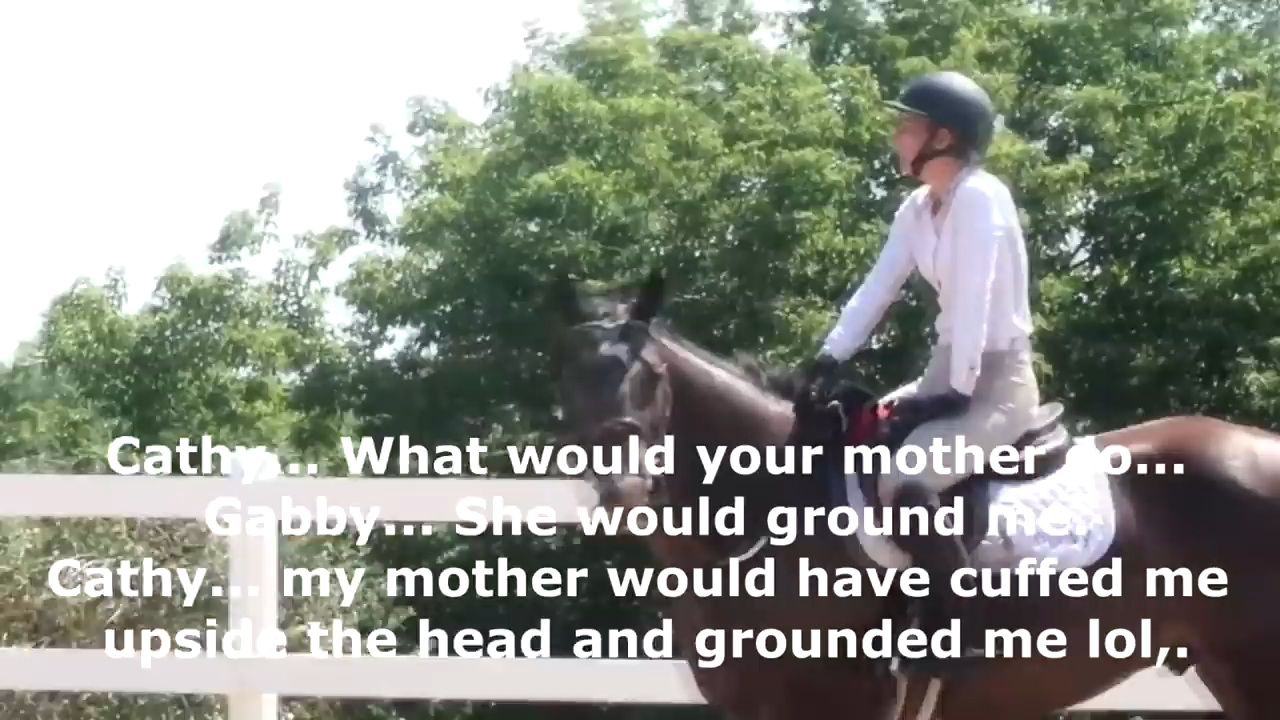 Cathy... What would your mother do...
Gabby... She would ground me.
Cathy... my mother would have cuffed me
upside the head and grounded me lol,.